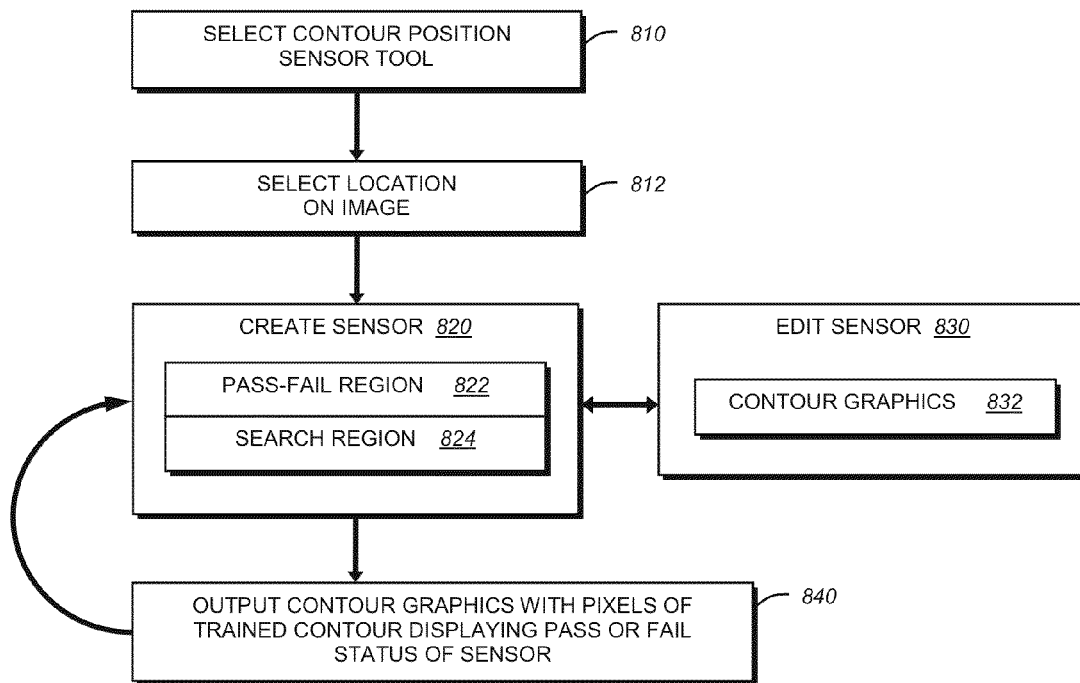 SELECT CONTOUR POSITION
SENSOR TOOL
810
SELECT LOCATION
ON IMAGE
812
CREATE SENSOR 820
PASS-FAIL REGION 822
SEARCH REGION 824
EDIT SENSOR 830
CONTOUR GRAPHICS 832
OUTPUT CONTOUR GRAPHICS WITH PIXELS OF
TRAINED CONTOUR DISPLAYING PASS OR FAIL
STATUS OF SENSOR
840